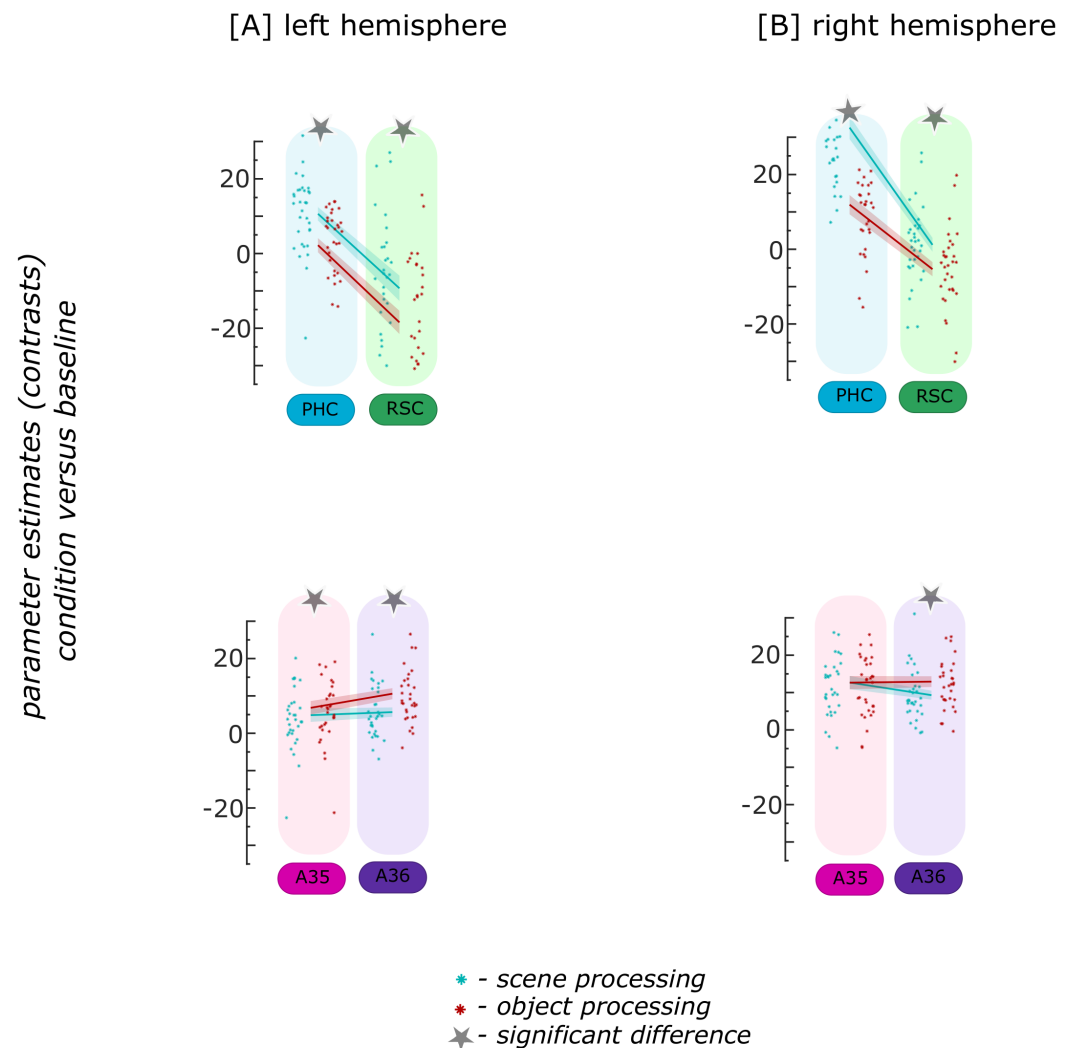 [A] left hemisphere
[B] right hemisphere
parameter estimates (contrasts)
condition versus baseline
20
0
-20
PHC
RSC
20
0
-20
PHC
RSC
20
0
-20
A35
A36
20
0
-20
A35
A36
- scene processing
- object processing
- significant difference